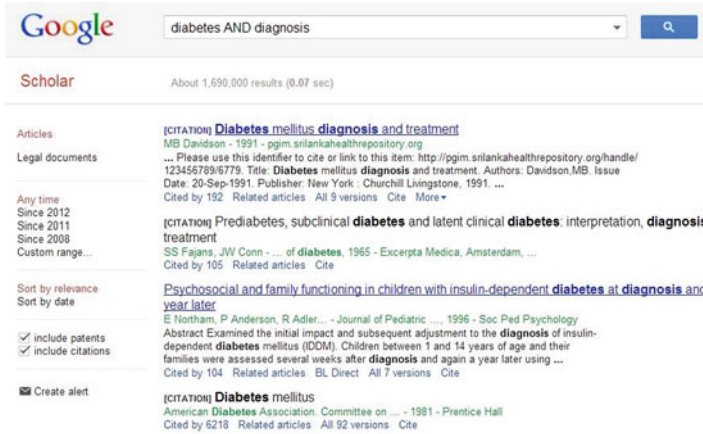 Google
diabetes AND diagnosis
Scholar
About 1,690,000 results (0.07 sec)
Articles
Legal documents
Any time
Since 2012
Since 2011
Since 2008
Custom range...
Sort by relevance
Sort by date
include patents
include citations
Create alert
[CITATION] Diabetes mellitus diagnosis and treatment
MB Davidson - 1991 - pgim.srilankahealthrepository.org
... Please use this identifier to cite or link to this item: http://pgim.srilankahealthrepository.org/handle/
123456789/6779. Title: Diabetes mellitus diagnosis and treatment. Authors: Davidson,MB. Issue
Date: 20-Sep-1991. Publisher: New York : Churchill Livingstone, 1991. ...
Cited by 192 Related articles All 9 versions Cite More
[CITATION] Prediabetes, subclinical diabetes and latent clinical diabetes: interpretation, diagnosis
treatment
SS Fajans, JW Conn - ... of diabetes, 1965 - Excerpta Medica, Amsterdam, ...
Cited by 105 Related articles Cite
Psychosocial and family functioning in children with insulin-dependent diabetes at diagnosis and
year later
E Northam, P Anderson, R Adler... - Journal of Pediatric ..., 1996 - Soc Ped Psychology
Abstract Examined the initial impact and subsequent adjustment to the diagnosis of insulin-
dependent diabetes mellitus (IDDM). Children between 1 and 14 years of age and their
families were assessed several weeks after diagnosis and again a year later using ...
Cited by 104 Related articles BL Direct All 7 versions Cite
[CITATION] Diabetes mellitus
American Diabetes Association. Committee on ... - 1981 - Prentice Hall
Cited by 6218 Related articles All 92 versions Cite